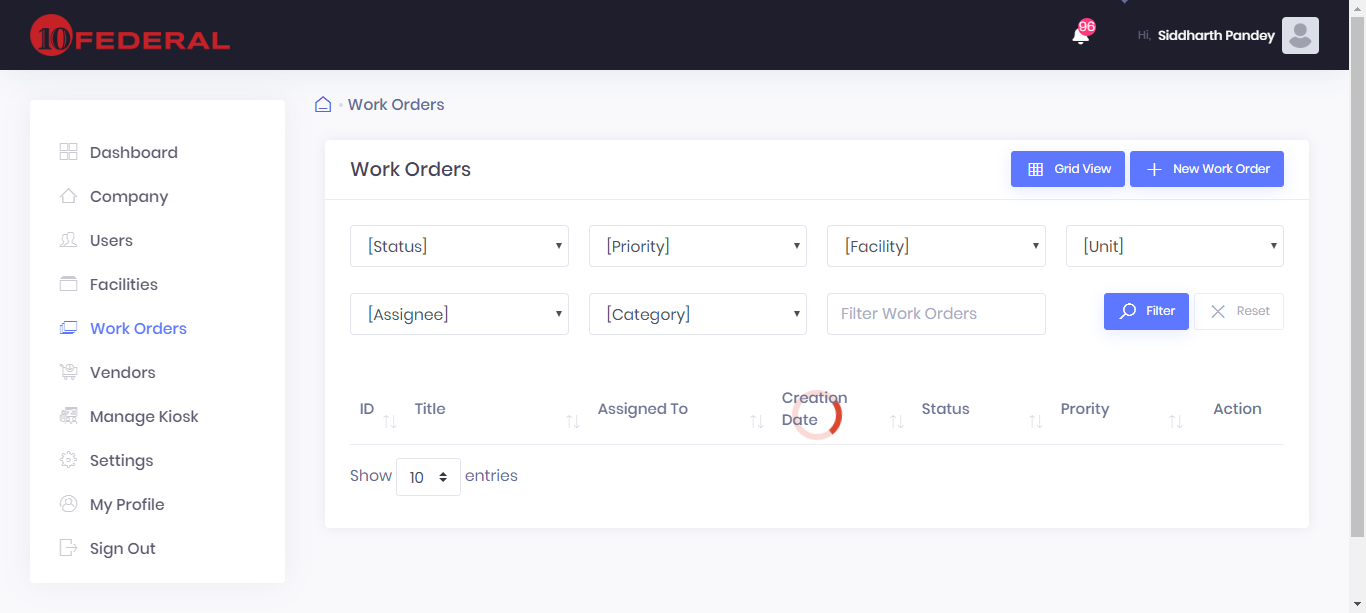 10 FEDERAL
96
Hi, Siddharth Pandey
Dashboard
Company
Users
Facilities
Work Orders
Vendors
Manage Kiosk
Settings
My Profile
Sign Out
Work Orders
Work Orders
Grid View
New Work Order
[Status]
[Priority]
[Facility]
[Unit]
[Assignee]
[Category]
Filter Work Orders
Filter
Reset
ID
Title
Assigned To
Creation
Date
Status
Prority
Action
Show 10 entries